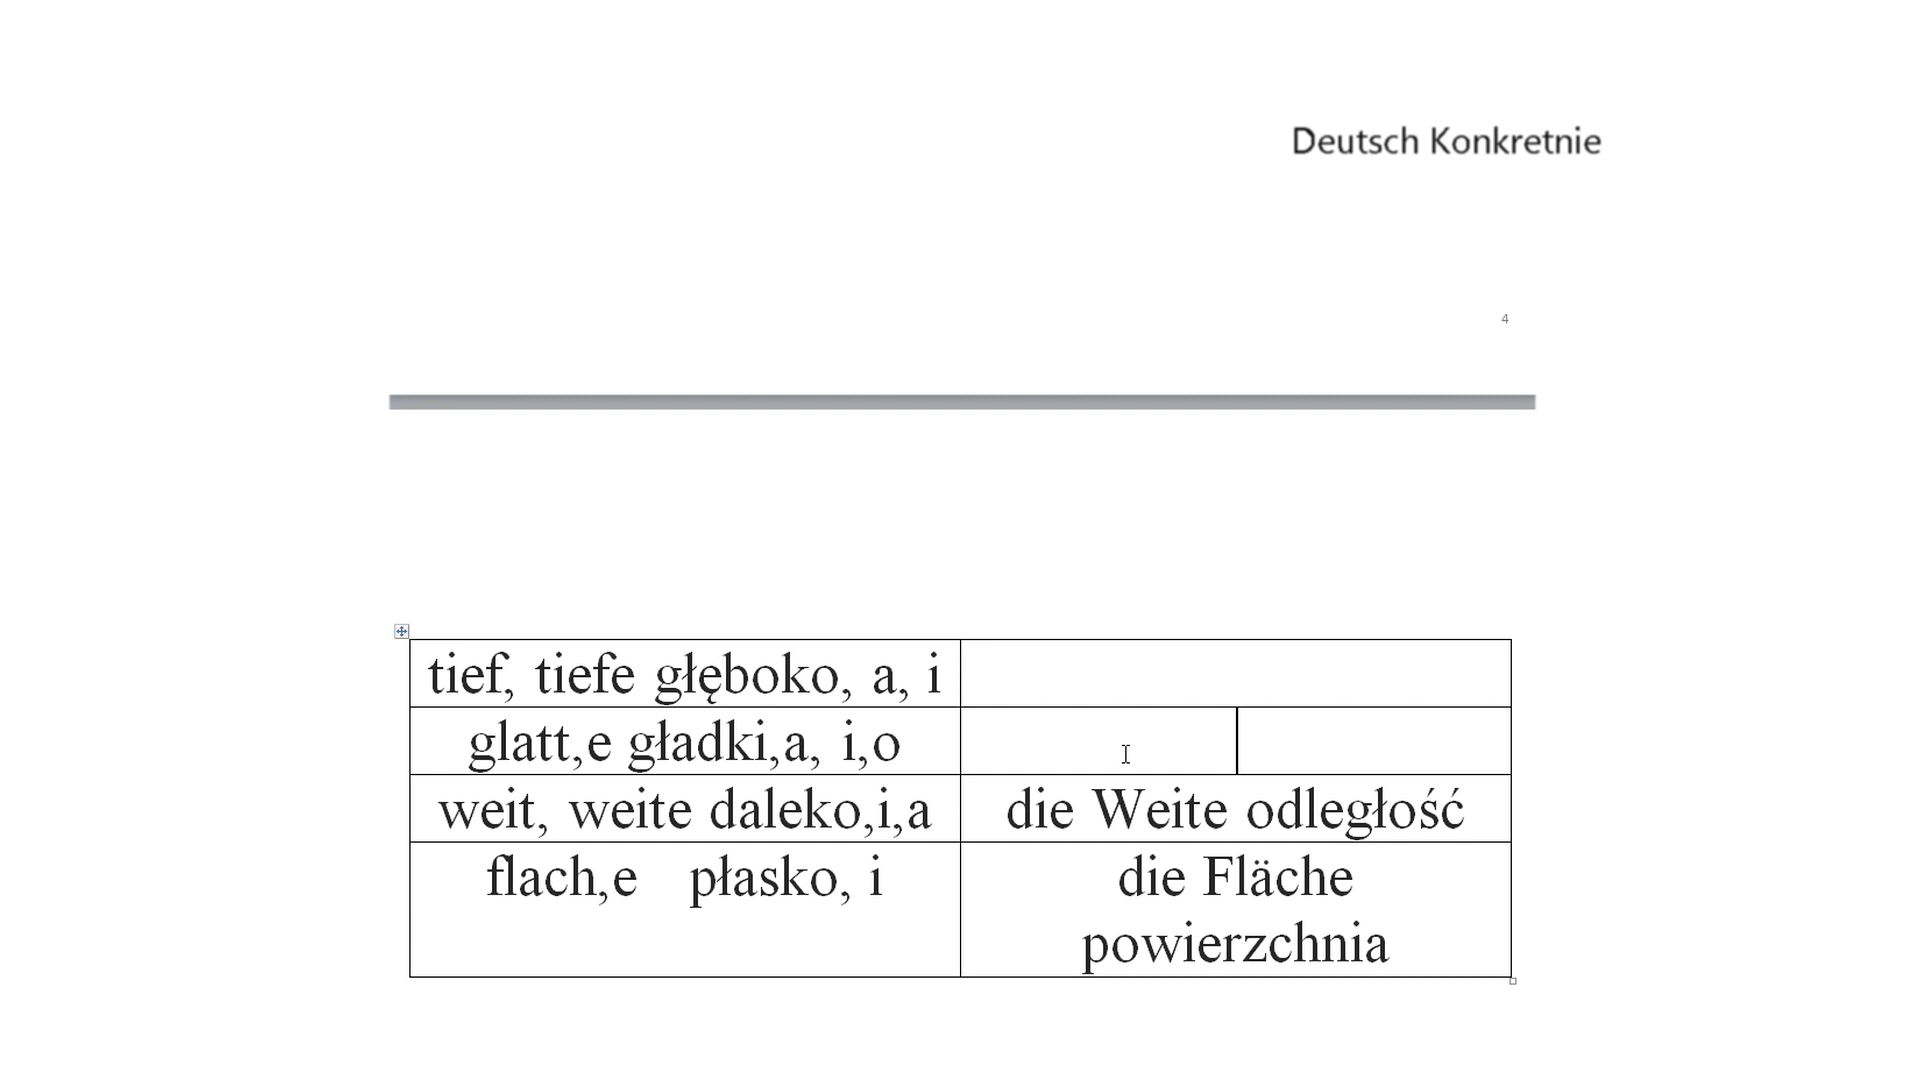 Deutsch Konkretnie
4
tief, tiefe głęboko, a, i
glatt,e gładki,a, i,o
weit, weite daleko,i,a
die Weite odległość
flach,e płasko, i
die Fläche
powierzchnia